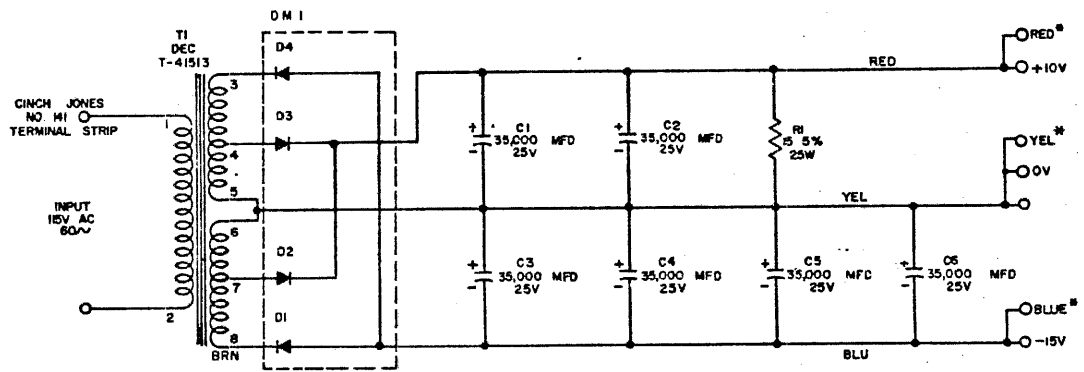 DM1
T1
DEC
T-41513
D4
RED*
RED
+10V
3
CINCH JONES
NO. 141
TERMINAL STRIP
1
D3
C1
35,000 MFD
25V
C2
35,000 MFD
25V
R1
15 5%
25W
4
YEL*
0V
5
YEL
INPUT
115V AC
60~
6
D2
C3
35,000 MFD
25V
C4
35,000 MFD
25V
C5
35,000 MFD
25V
C6
35,000 MFD
25V
7
D1
2
8
BRN
BLUE*
-15V
BLU